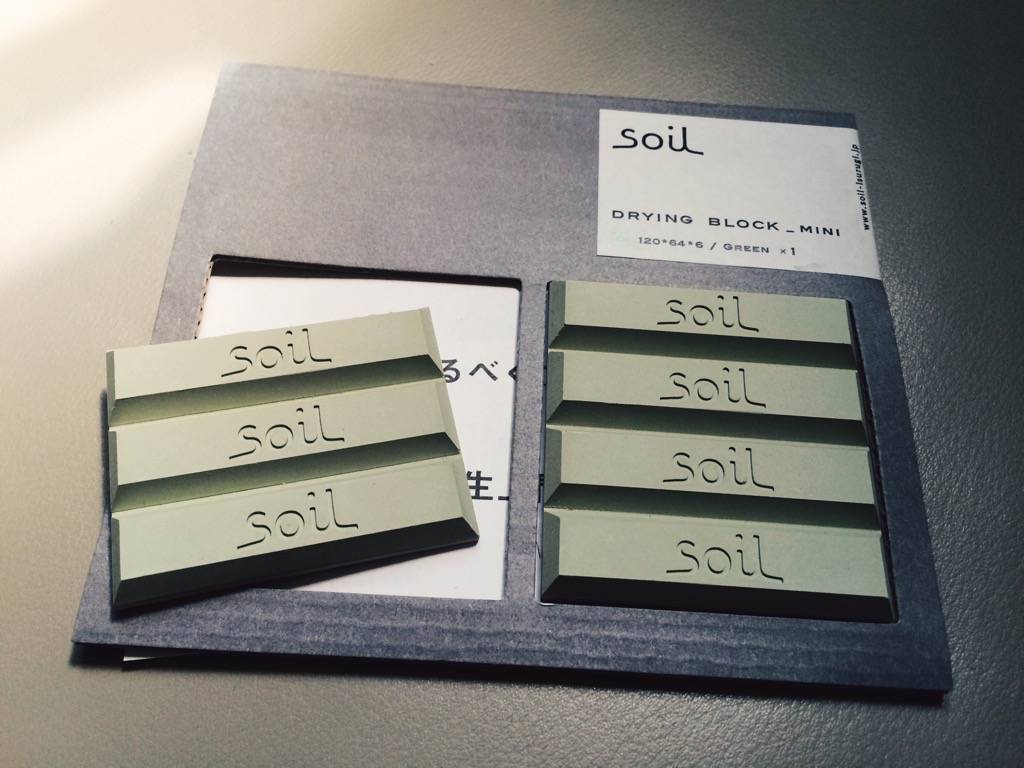 soil
DRYING BLOCK_MINI
120*64*6 / GREEN ×1
www.soil-isurugi.jp
るべく
生
soil
soil
soil
soil
soil
soil
soil